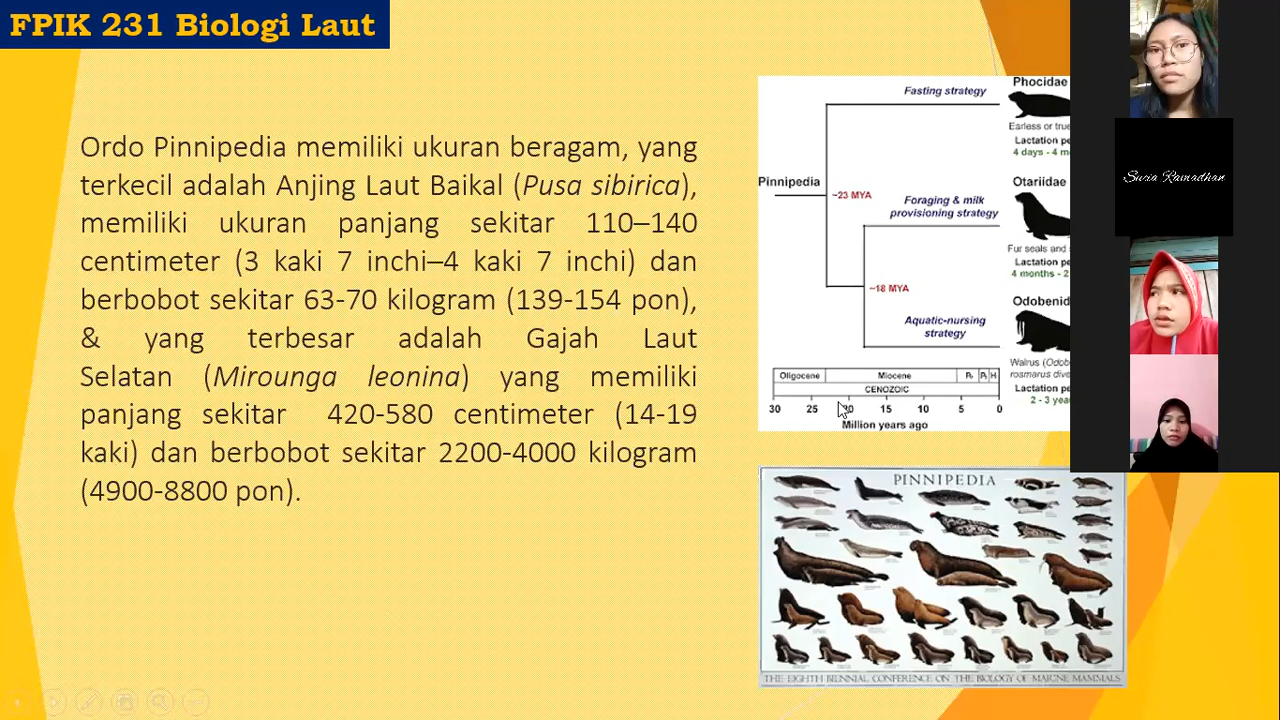 FPIK 231 Biologi Laut
Ordo Pinnipedia memiliki ukuran beragam, yang
terkecil adalah Anjing Laut Baikal (Pusa sibirica),
memiliki ukuran panjang sekitar 110–140
centimeter (3 kaki 7 inchi–4 kaki 7 inchi) dan
berbobot sekitar 63-70 kilogram (139-154 pon),
& yang terbesar adalah Gajah Laut
Selatan (Mirounga leonina) yang memiliki
panjang sekitar 420-580 centimeter (14-19
kaki) dan berbobot sekitar 2200-4000 kilogram
(4900-8800 pon).
Fasting strategy
Phocidae
Earless or true
Lactation pe
4 days - 4 m
Pinnipedia
~23 MYA
Foraging & milk
provisioning strategy
Otariidae
Fur seals and s
Lactation pe
4 months - 2
~18 MYA
Aquatic-nursing
strategy
Odobenid
Walrus (Odob
rosmarus dive
Lactation pe
2 - 3 yea
Oligocene Miocene
CENOZOIC
30 25 20 15 10 5 0
Million years ago
Sucia Ramadhan
PINNIPEDIA
THE EIGHTH BIENNIAL CONFERENCE ON THE BIOLOGY OF MARINE MAMMALS